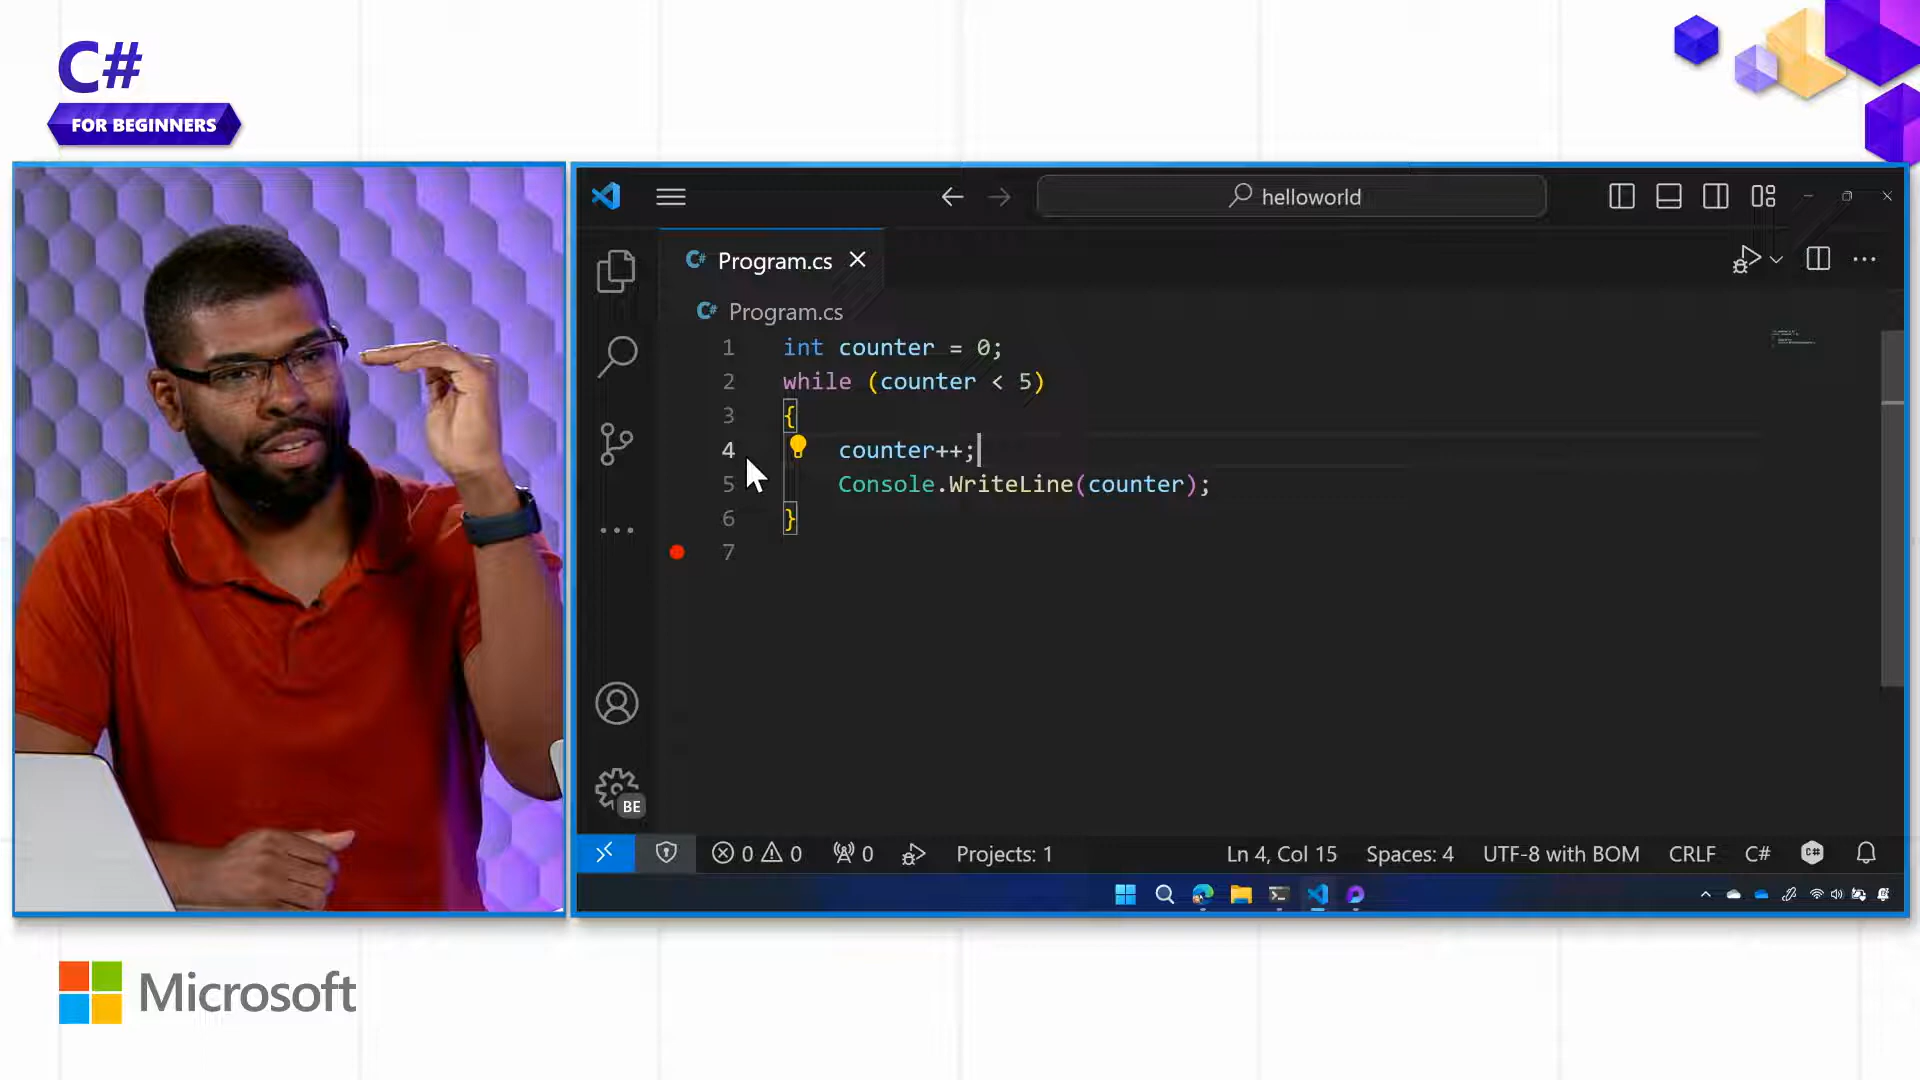 C#
FOR BEGINNERS
helloworld
C# Program.cs
C# Program.cs
1 int counter = 0;
2 while (counter < 5)
3 {
4 counter++;
5 Console.WriteLine(counter);
6 }
7
BE
0 0 0 Projects: 1 Ln 4, Col 15 Spaces: 4 UTF-8 with BOM CRLF C# C#
Microsoft